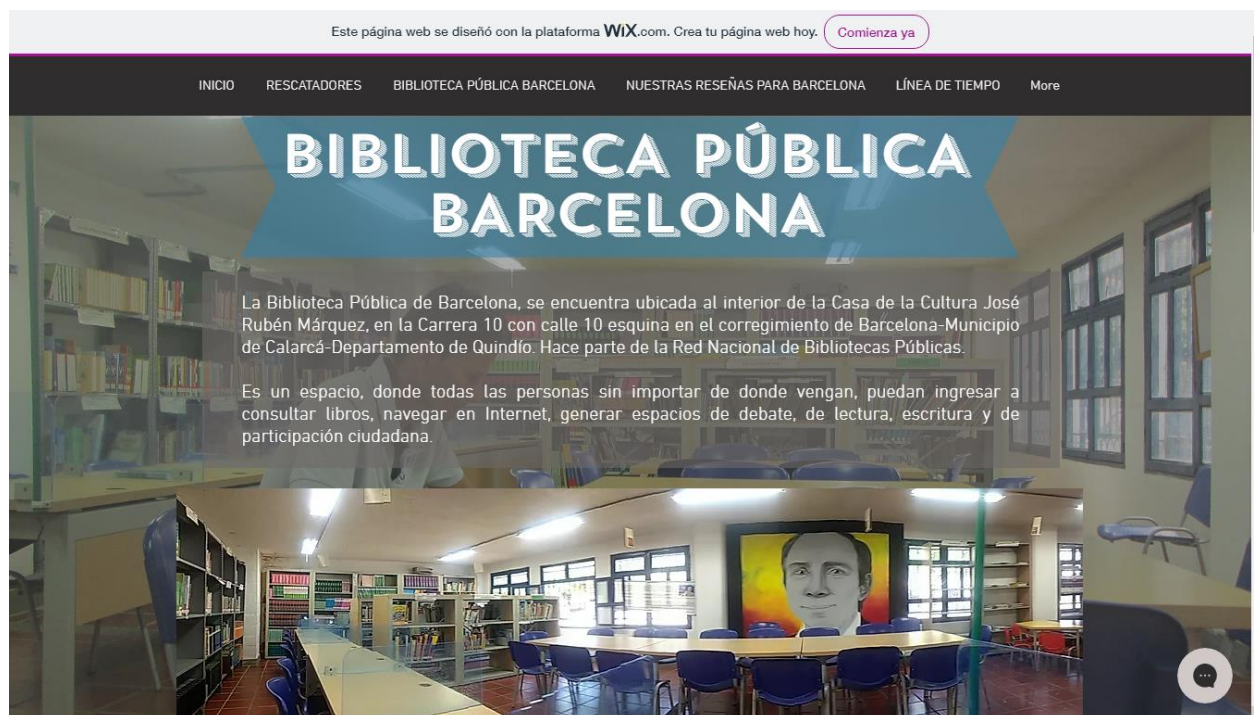 Este página web se diseñó con la plataforma WiX.com. Crea tu página web hoy. Comienza ya
INICIO RESCATADORES BIBLIOTECA PÚBLICA BARCELONA NUESTRAS RESEÑAS PARA BARCELONA LÍNEA DE TIEMPO More
BIBLIOTECA PÚBLICA
BARCELONA
La Biblioteca Pública de Barcelona, se encuentra ubicada al interior de la Casa de la Cultura José
Rubén Márquez, en la Carrera 10 con calle 10 esquina en el corregimiento de Barcelona-Municipio
de Calarcá-Departamento de Quindío. Hace parte de la Red Nacional de Bibliotecas Públicas.
Es un espacio, donde todas las personas sin importar de donde vengan, puedan ingresar a
consultar libros, navegar en Internet, generar espacios de debate, de lectura, escritura y de
participación ciudadana.